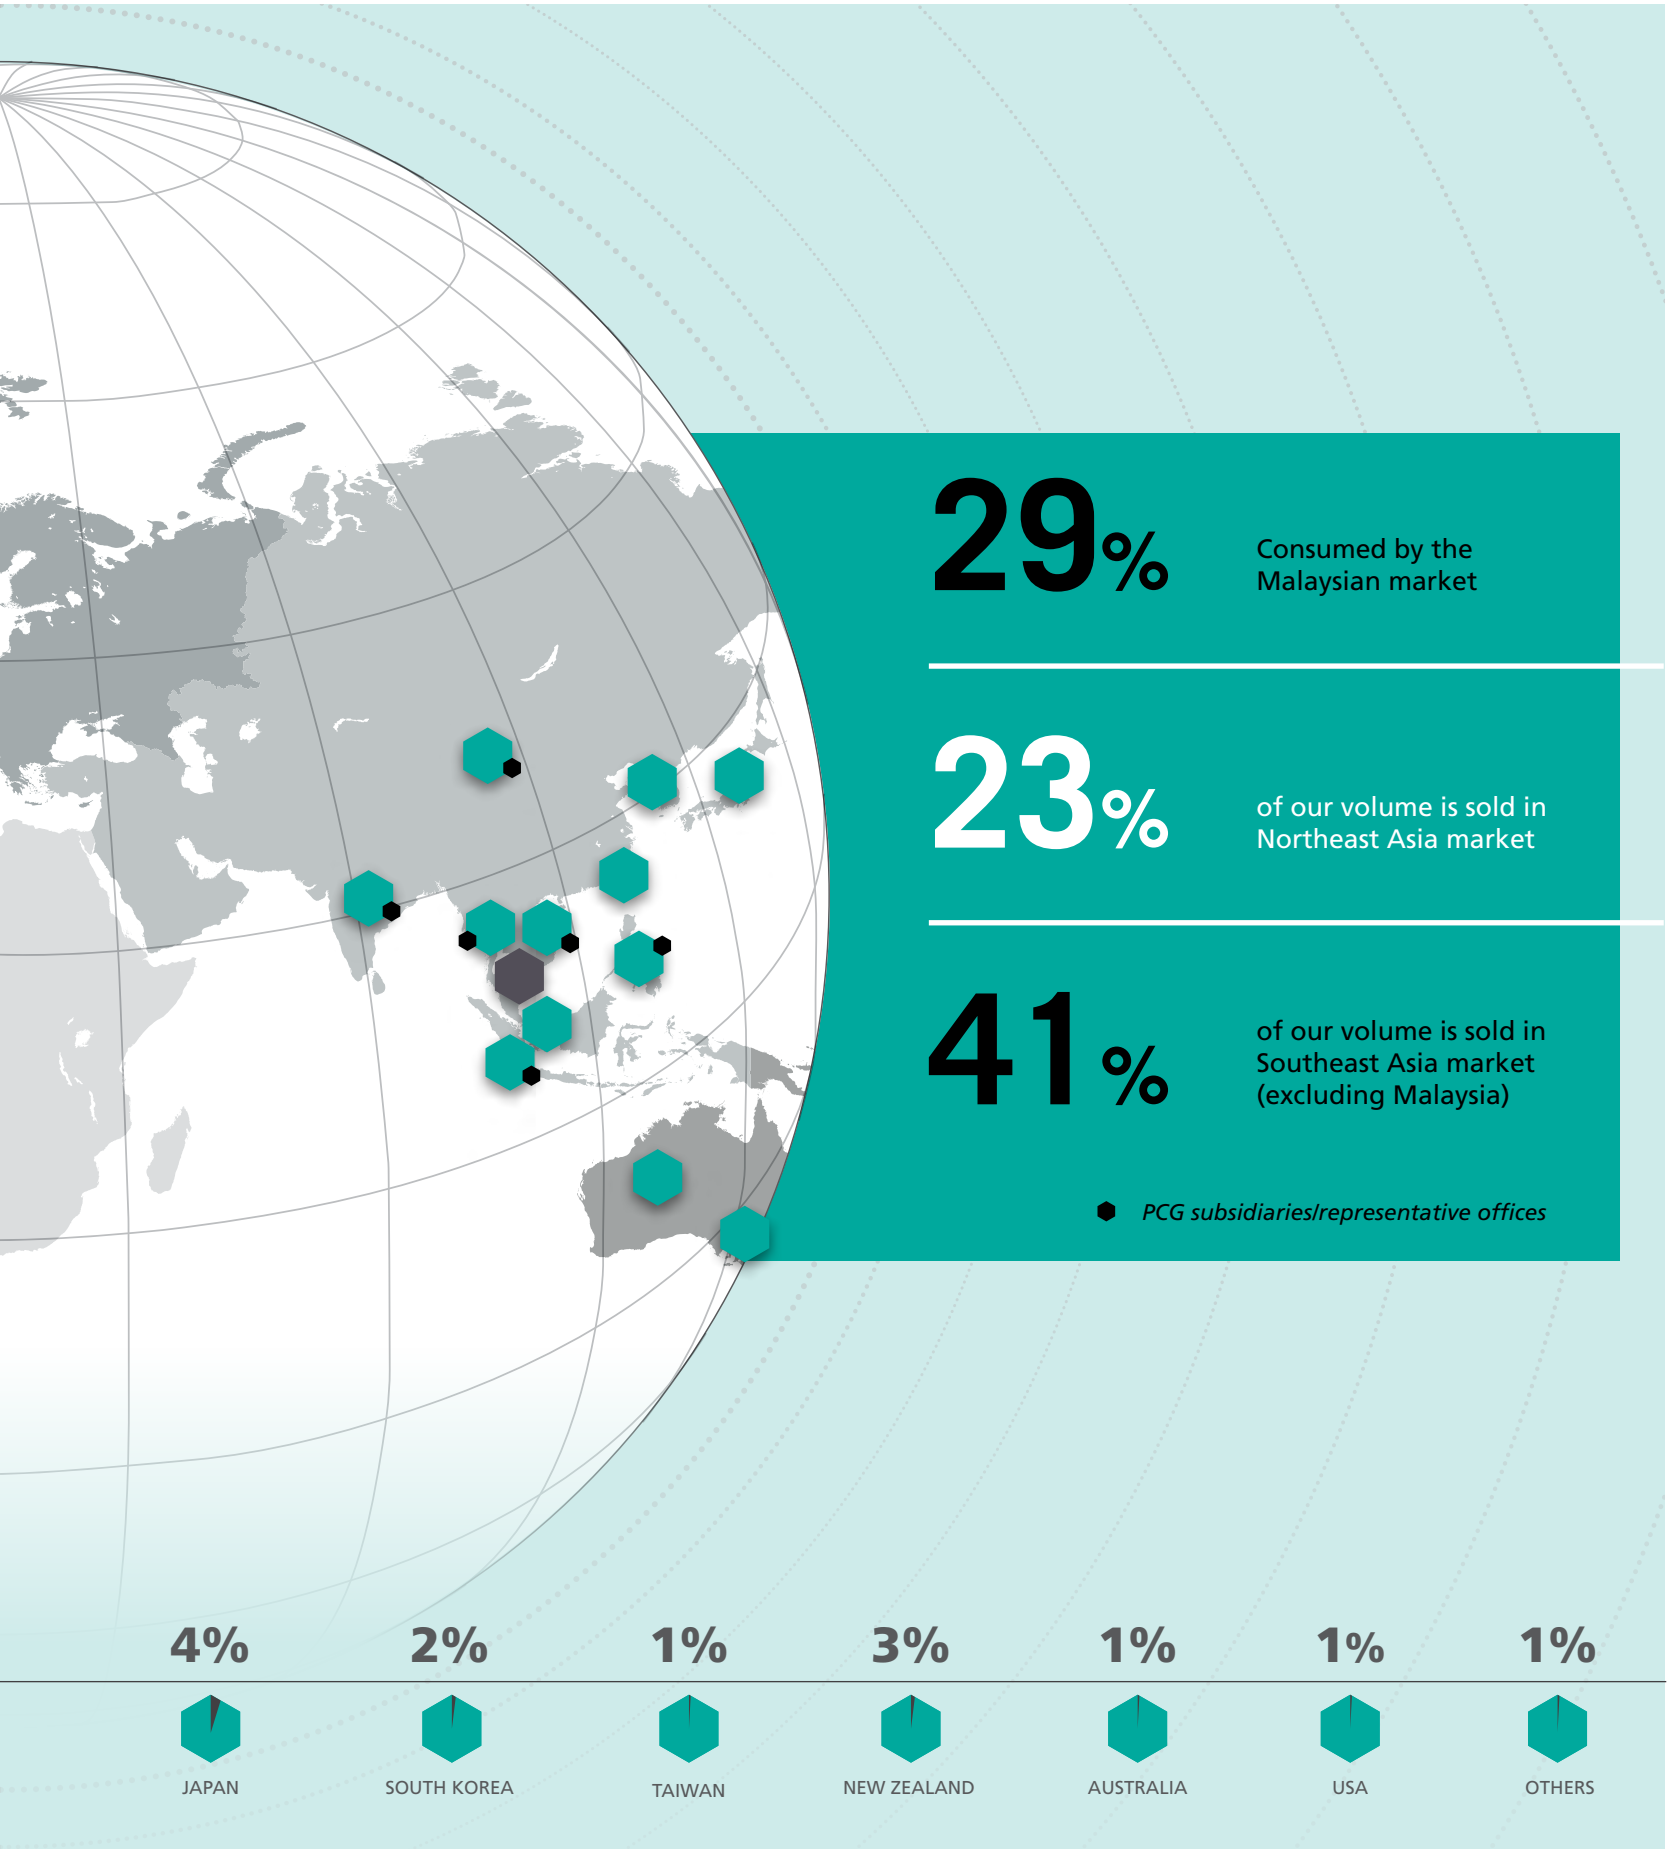 29%
Consumed by the
Malaysian market
23%
of our volume is sold in
Northeast Asia market
41%
of our volume is sold in
Southeast Asia market
(excluding Malaysia)
PCG subsidiaries/representative offices
4% 2% 1% 3% 1% 1% 1%
JAPAN SOUTH KOREA TAIWAN NEW ZEALAND AUSTRALIA USA OTHERS